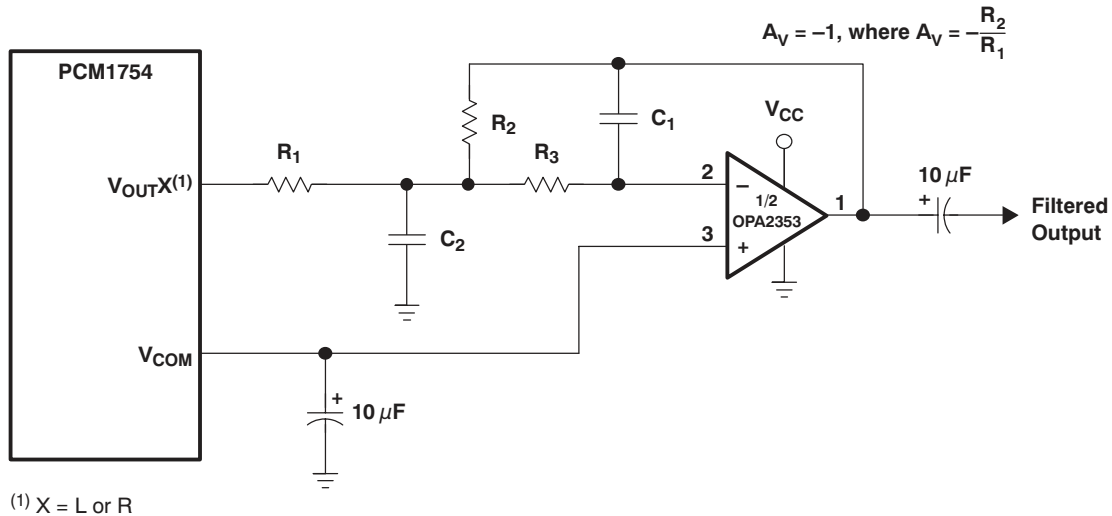 A_V = –1, where A_V = –R_2/R_1
PCM1754
V_CC
R_2
C_1
R_1
R_3
V_OUTX^(1)
2
–
1/2
OPA2353
1
10 μF
+
Filtered
Output
C_2
3
+
V_COM
+
10 μF
(1) X = L or R